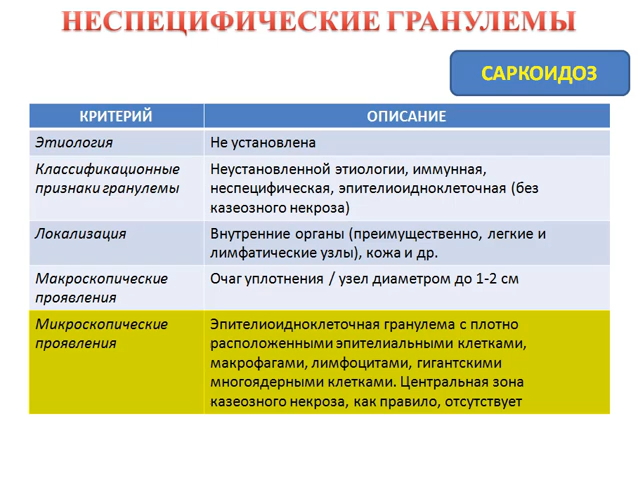 НЕСПЕЦИФИЧЕСКИЕ ГРАНУЛЕМЫ
САРКОИДОЗ
КРИТЕРИЙ ОПИСАНИЕ
Этиология Не установлена
Классификационные признаки гранулемы
Неустановленной этиологии, иммунная,
неспецифическая, эпителиоидноклеточная (без
казеозного некроза)
Локализация
Внутренние органы (преимущественно, легкие и
лимфатические узлы), кожа и др.
Макроскопические
проявления
Очаг уплотнения / узел диаметром до 1-2 см
Микроскопические
проявления
Эпителиоидноклеточная гранулема с плотно
расположенными эпителиальными клетками,
макрофагами, лимфоцитами, гигантскими
многоядерными клетками. Центральная зона
казеозного некроза, как правило, отсутствует